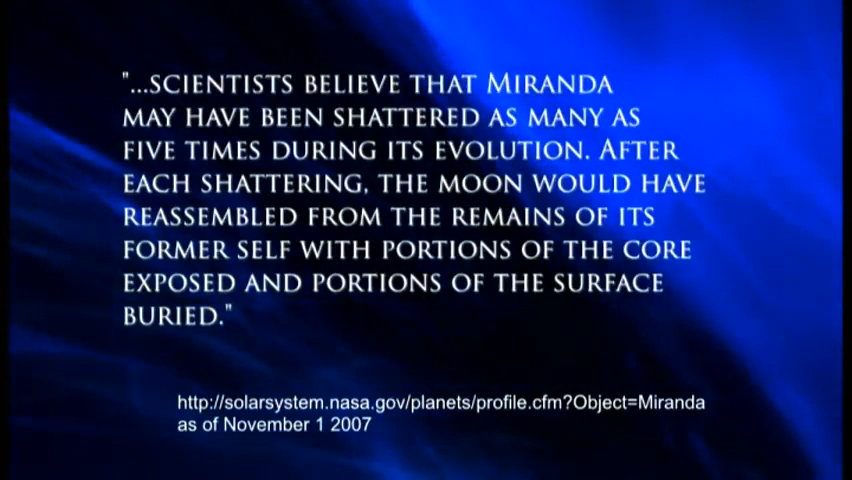 "...SCIENTISTS BELIEVE THAT MIRANDA
MAY HAVE BEEN SHATTERED AS MANY AS
FIVE TIMES DURING ITS EVOLUTION. AFTER
EACH SHATTERING, THE MOON WOULD HAVE
REASSEMBLED FROM THE REMAINS OF ITS
FORMER SELF WITH PORTIONS OF THE CORE
EXPOSED AND PORTIONS OF THE SURFACE
BURIED."
http://solarsystem.nasa.gov/planets/profile.cfm?Object=Miranda
as of November 1 2007